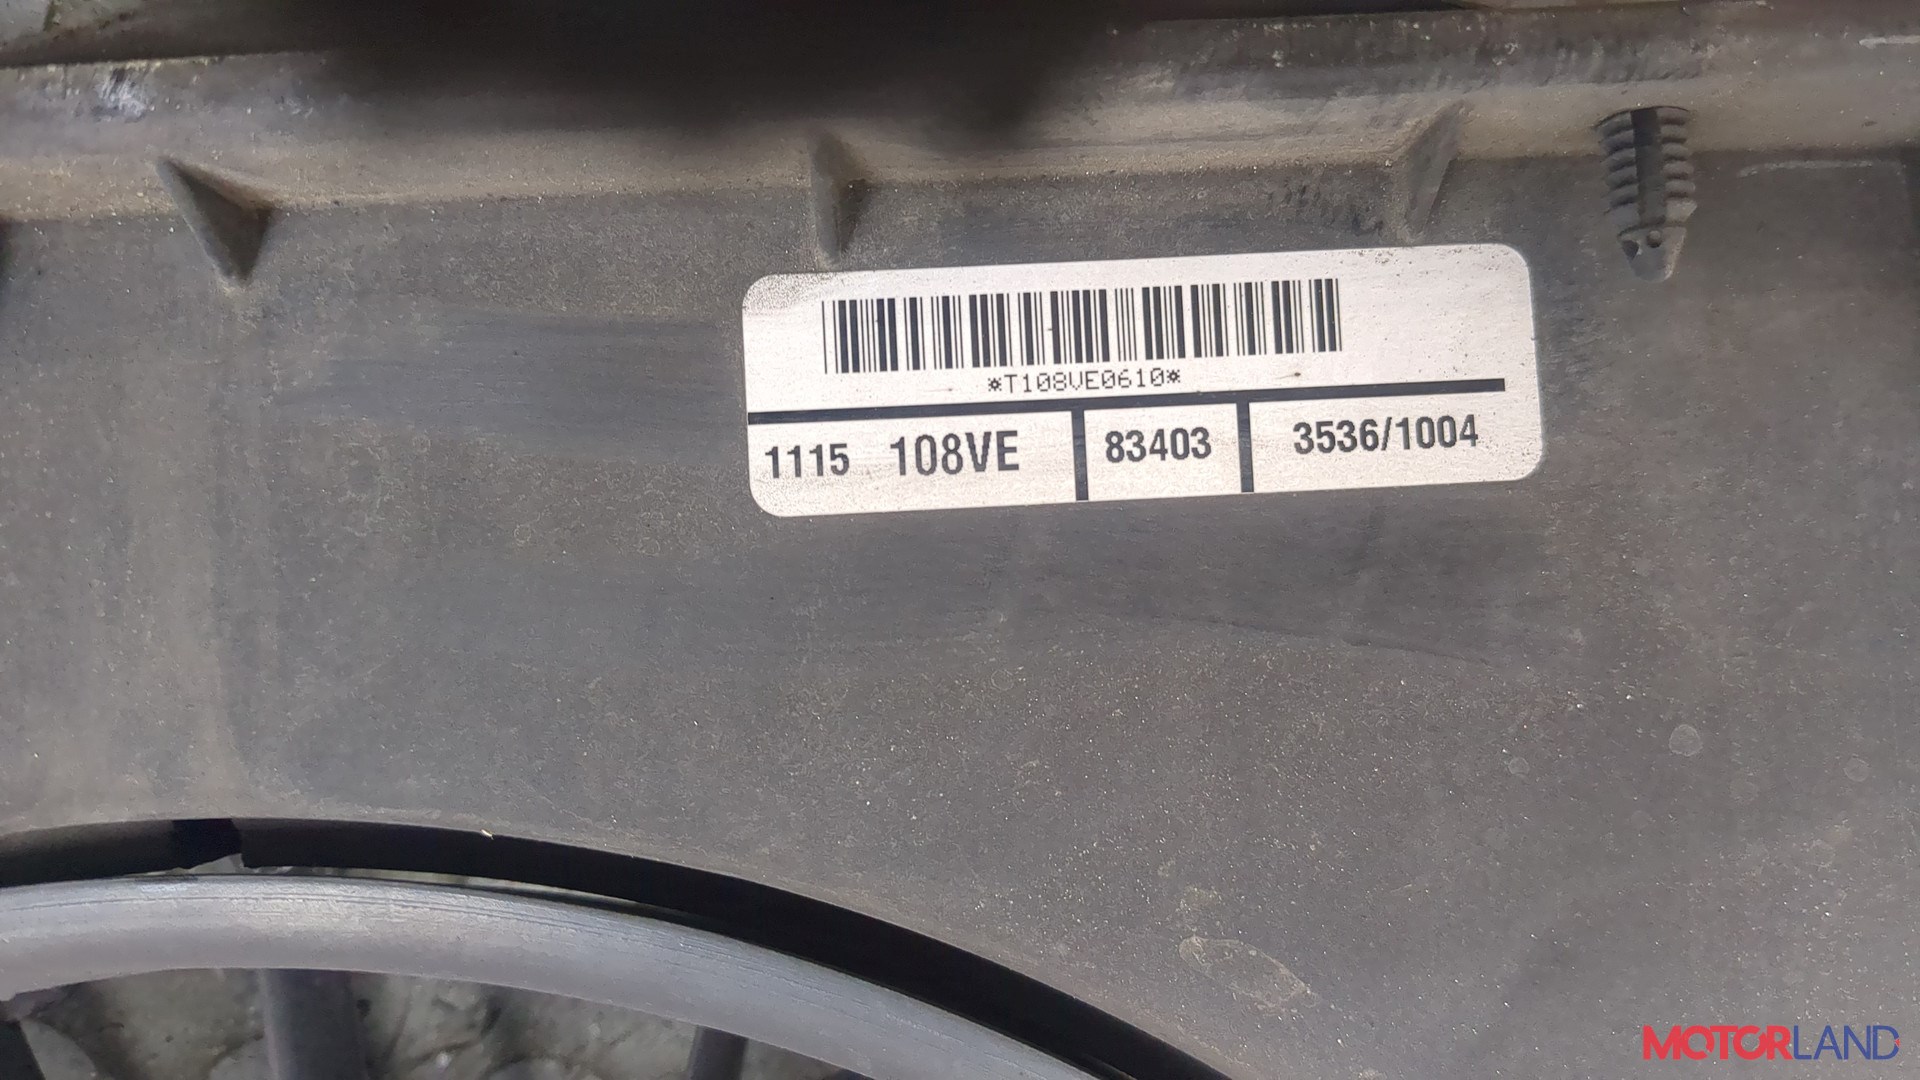 *T108VE0610*
1115 108VE 83403 3536/1004
MOTORLAND